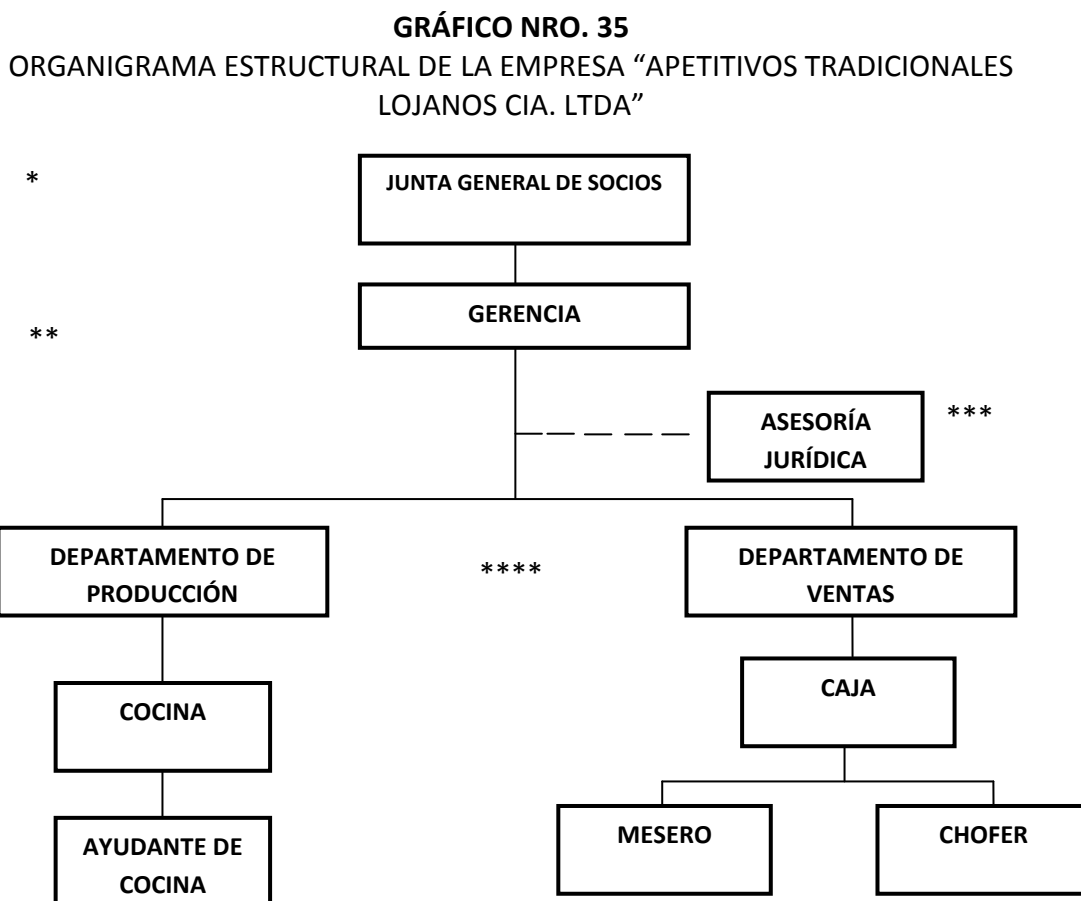 GRÁFICO NRO. 35
ORGANIGRAMA ESTRUCTURAL DE LA EMPRESA “APETITIVOS TRADICIONALES
LOJANOS CIA. LTDA”
*
JUNTA GENERAL DE SOCIOS
GERENCIA
**
ASESORÍA
JURÍDICA
***
DEPARTAMENTO DE
PRODUCCIÓN
****
DEPARTAMENTO DE
VENTAS
COCINA
CAJA
AYUDANTE DE
COCINA
MESERO
CHOFER